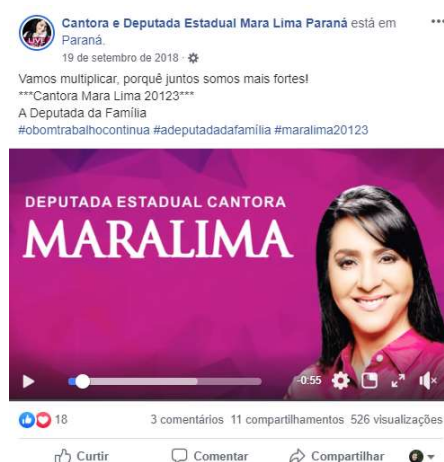 Cantora e Deputada Estadual Mara Lima Paraná está em
Paraná.
19 de setembro de 2018 ·
Vamos multiplicar, porquê juntos somos mais fortes!
***Cantora Mara Lima 20123***
A Deputada da Família
#obomtrabalhocontinua #adeputadadafamília #maralima20123
DEPUTADA ESTADUAL CANTORA
MARALIMA
-0:55
18 3 comentários 11 compartilhamentos 526 visualizações
Curtir Comentar Compartilhar
LIVE